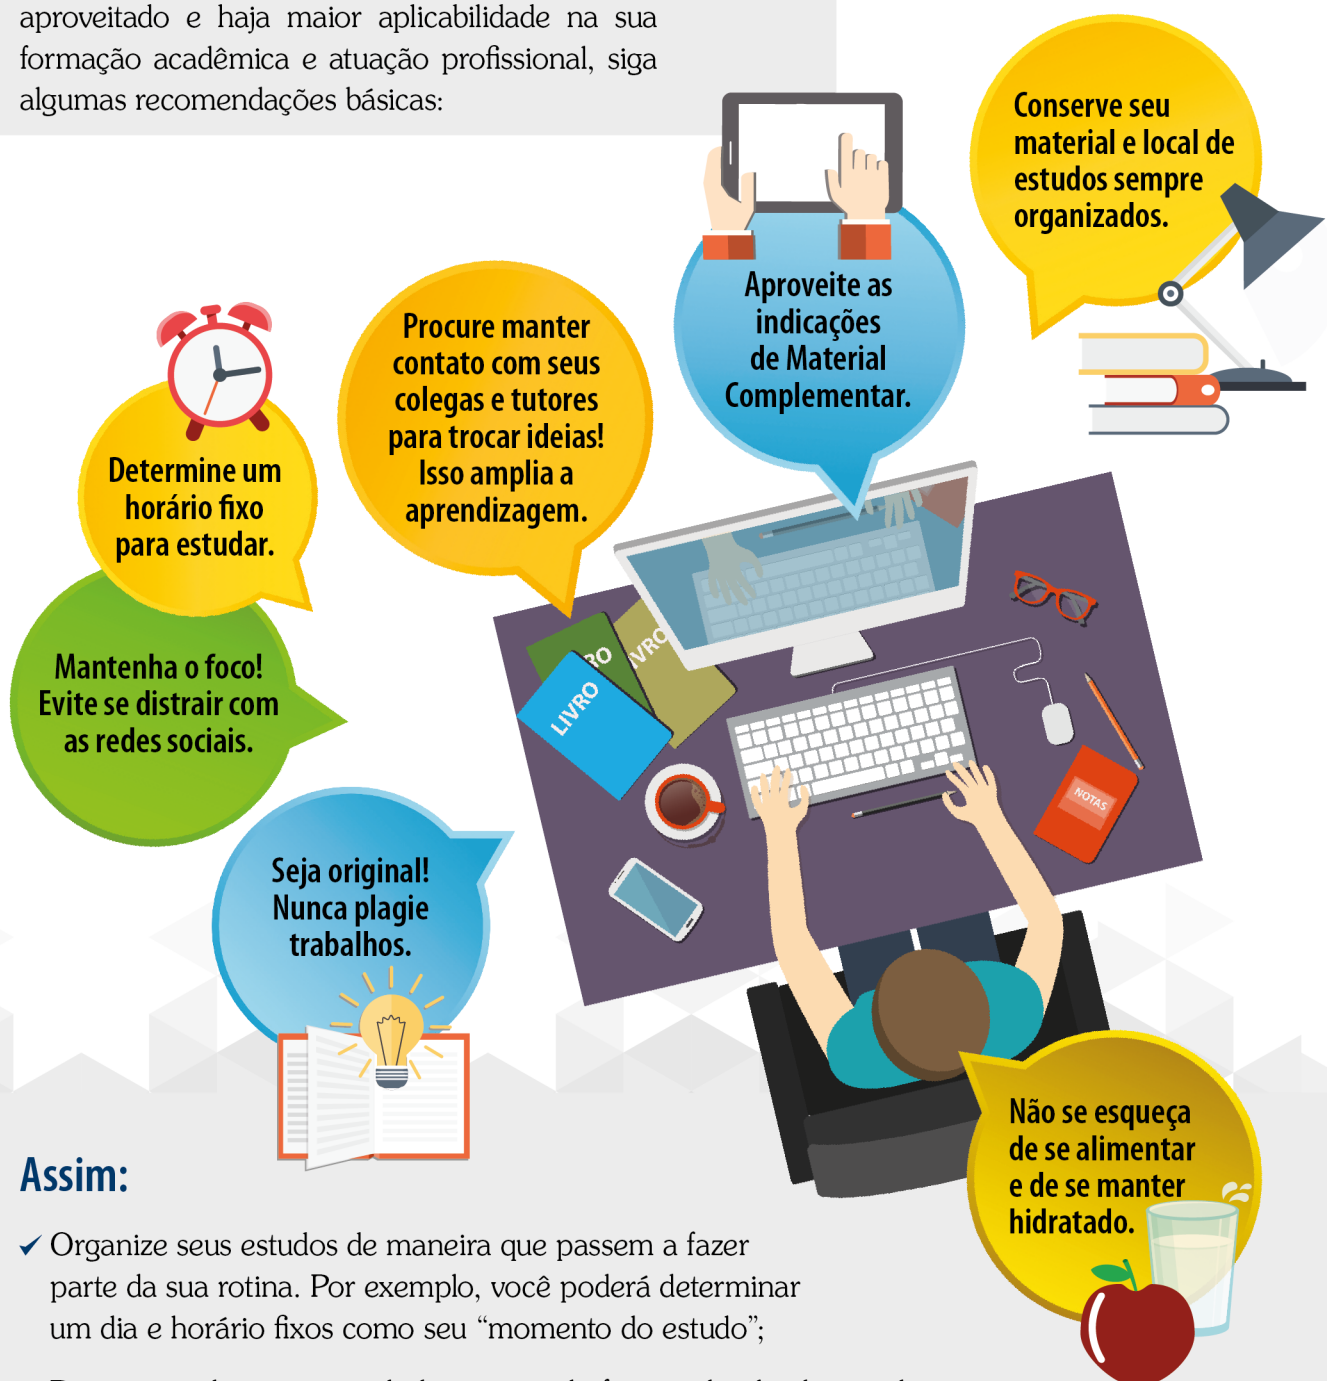 aproveitado e haja maior aplicabilidade na sua
formação acadêmica e atuação profissional, siga
algumas recomendações básicas:
Conserve seu
material e local de
estudos sempre
organizados.
Aproveite as
indicações
de Material
Complementar.
Procure manter
contato com seus
colegas e tutores
para trocar ideias!
Isso amplia a
aprendizagem.
Determine um
horário fixo
para estudar.
Mantenha o foco!
Evite se distrair com
as redes sociais.
Seja original!
Nunca plagie
trabalhos.
LIVRO
NOTAS
Não se esqueça
de se alimentar
e de se manter
hidratado.
Assim:
Organize seus estudos de maneira que passem a fazer
parte da sua rotina. Por exemplo, você poderá determinar
um dia e horário fixos como seu “momento do estudo”;